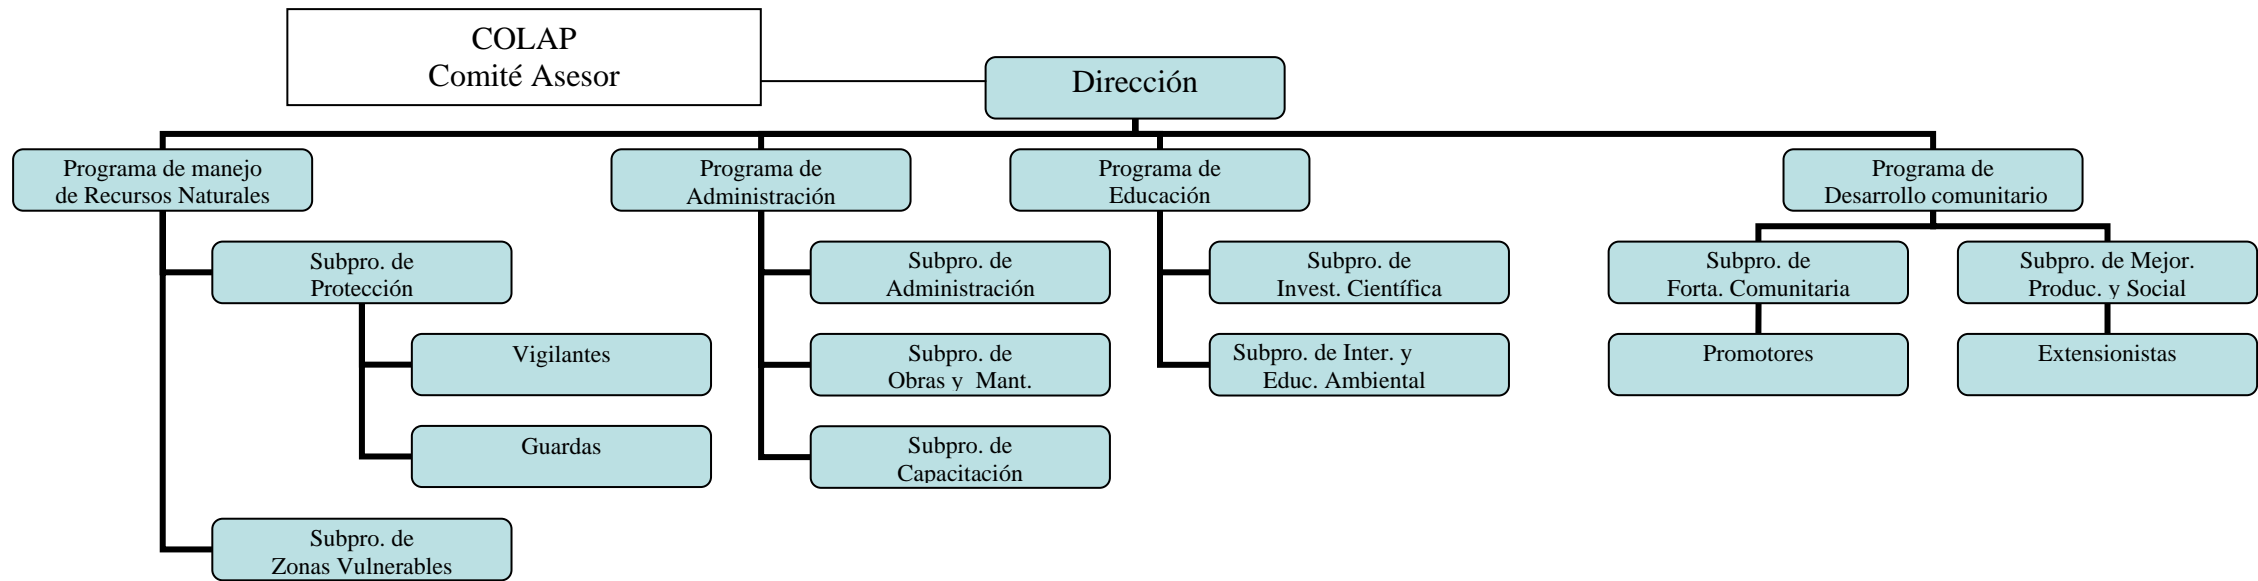 COLAP
Comité Asesor
Dirección
Programa de manejo
de Recursos Naturales
Programa de
Administración
Programa de
Educación
Programa de
Desarrollo comunitario
Subpro. de
Protección
Subpro. de
Administración
Subpro. de
Invest. Científica
Subpro. de
Forta. Comunitaria
Subpro. de Mejor.
Produc. y Social
Vigilantes
Subpro. de
Obras y Mant.
Subpro. de Inter. y
Educ. Ambiental
Promotores
Extensionistas
Guardas
Subpro. de
Capacitación
Subpro. de
Zonas Vulnerables